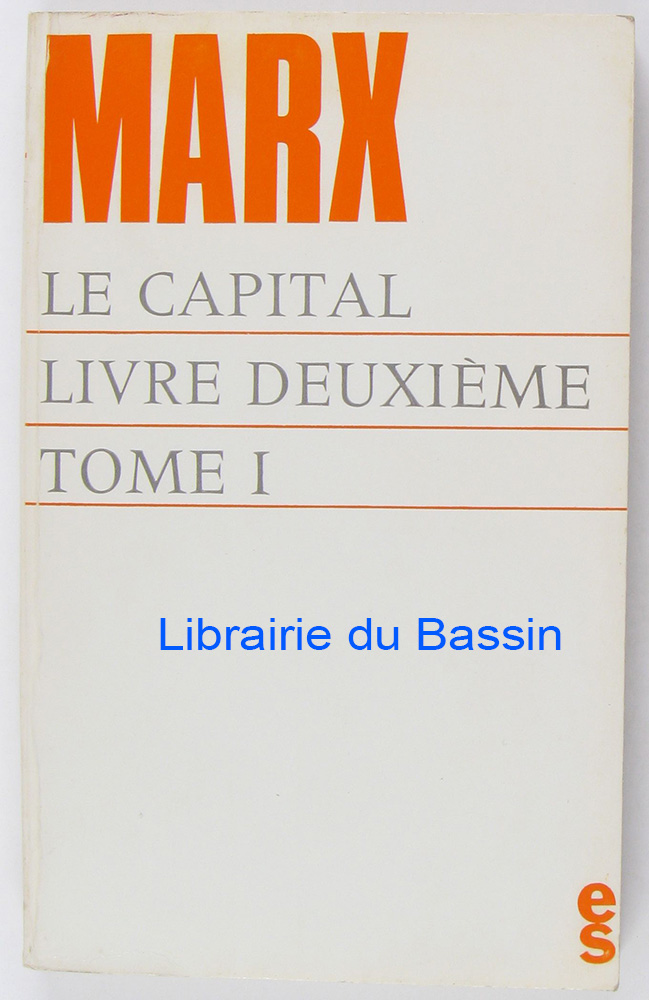 MARX
LE CAPITAL
LIVRE DEUXIÈME
TOME I
Librairie du Bassin
es